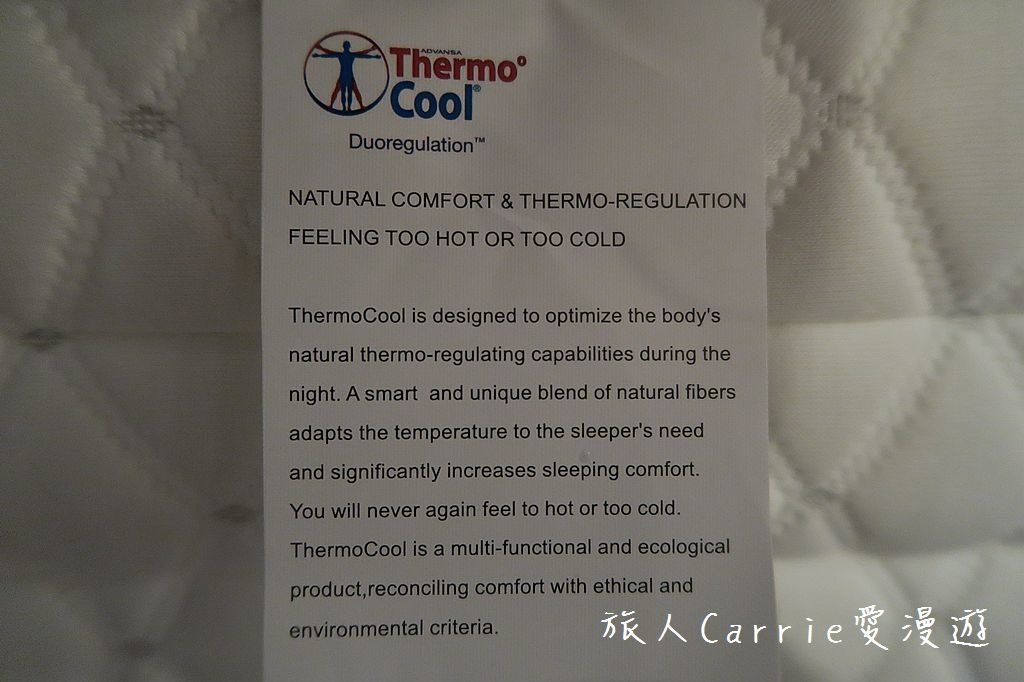 ADVANSA
Thermo°
Cool®
Duoregulation™
NATURAL COMFORT & THERMO-REGULATION
FEELING TOO HOT OR TOO COLD
ThermoCool is designed to optimize the body's
natural thermo-regulating capabilities during the
night. A smart  and unique blend of natural fibers
adapts the temperature to the sleeper's need
and significantly increases sleeping comfort.
You will never again feel to hot or too cold.
ThermoCool is a multi-functional and ecological
product,reconciling comfort with ethical and
environmental criteria.
旅人Carrie愛漫遊